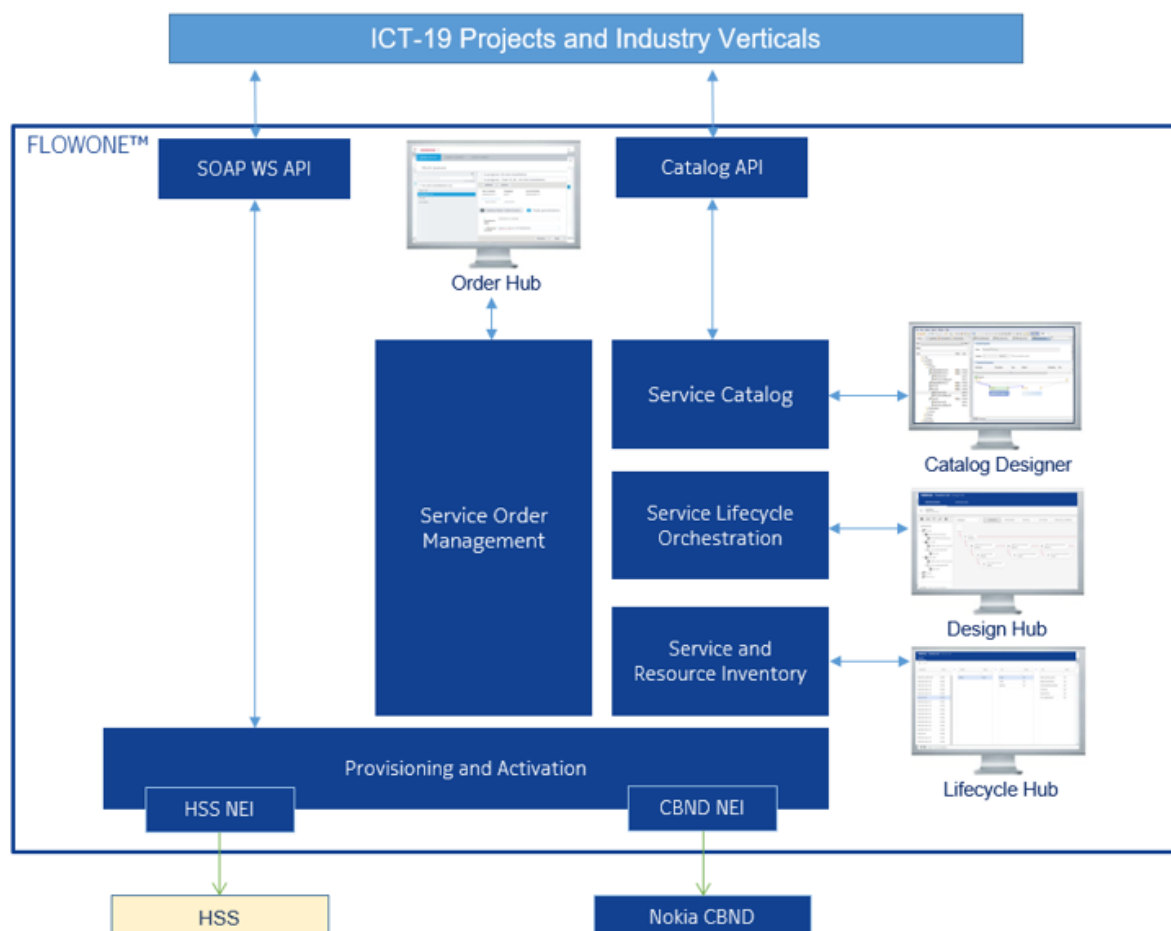 ICT-19 Projects and Industry Verticals
FLOWONE™
SOAP WS API
Catalog API
Order Hub
Service Order
Management
Service Catalog
Catalog Designer
Service Lifecycle
Orchestration
Design Hub
Service and
Resource Inventory
Lifecycle Hub
Provisioning and Activation
HSS NEI
CBND NEI
HSS
Nokia CBND